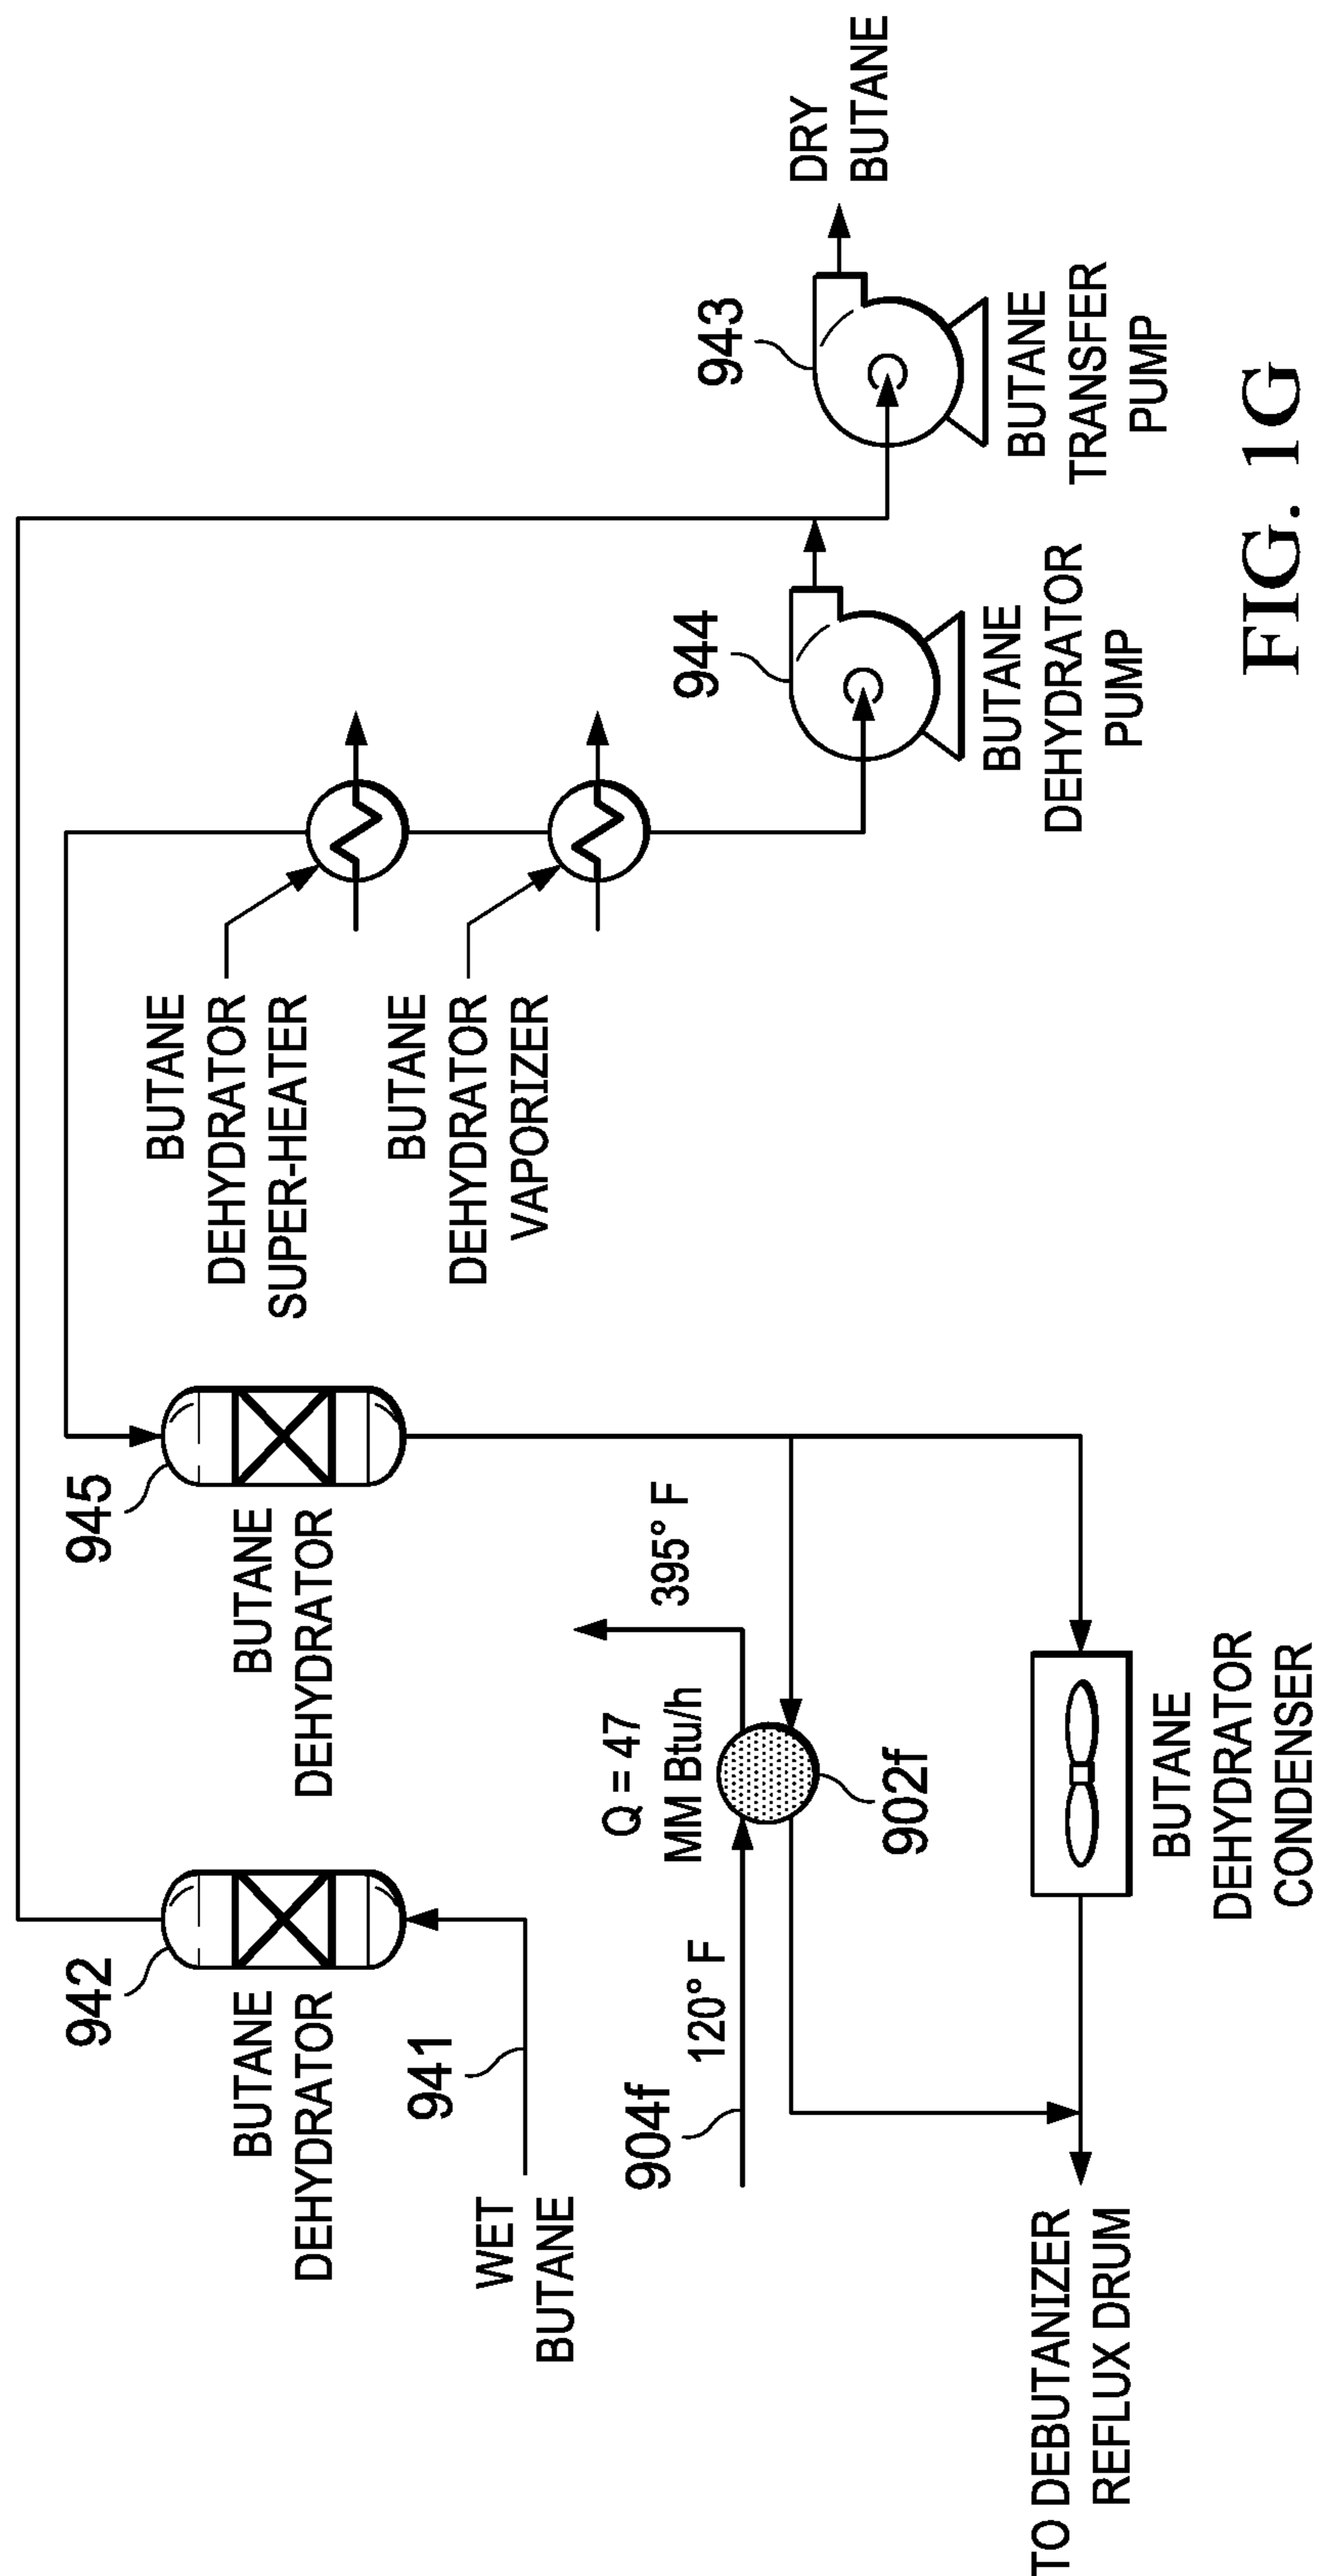 942
BUTANE
DEHYDRATOR
945
BUTANE
DEHYDRATOR
BUTANE
DEHYDRATOR
SUPER-HEATER
BUTANE
DEHYDRATOR
VAPORIZER
941
WET
BUTANE
904f
120° F
Q = 47
MM Btu/h
395° F
902f
944
BUTANE
DEHYDRATOR
PUMP
943
BUTANE
TRANSFER
PUMP
DRY
BUTANE
TO DEBUTANIZER
REFLUX DRUM
BUTANE
DEHYDRATOR
CONDENSER
FIG. 1G